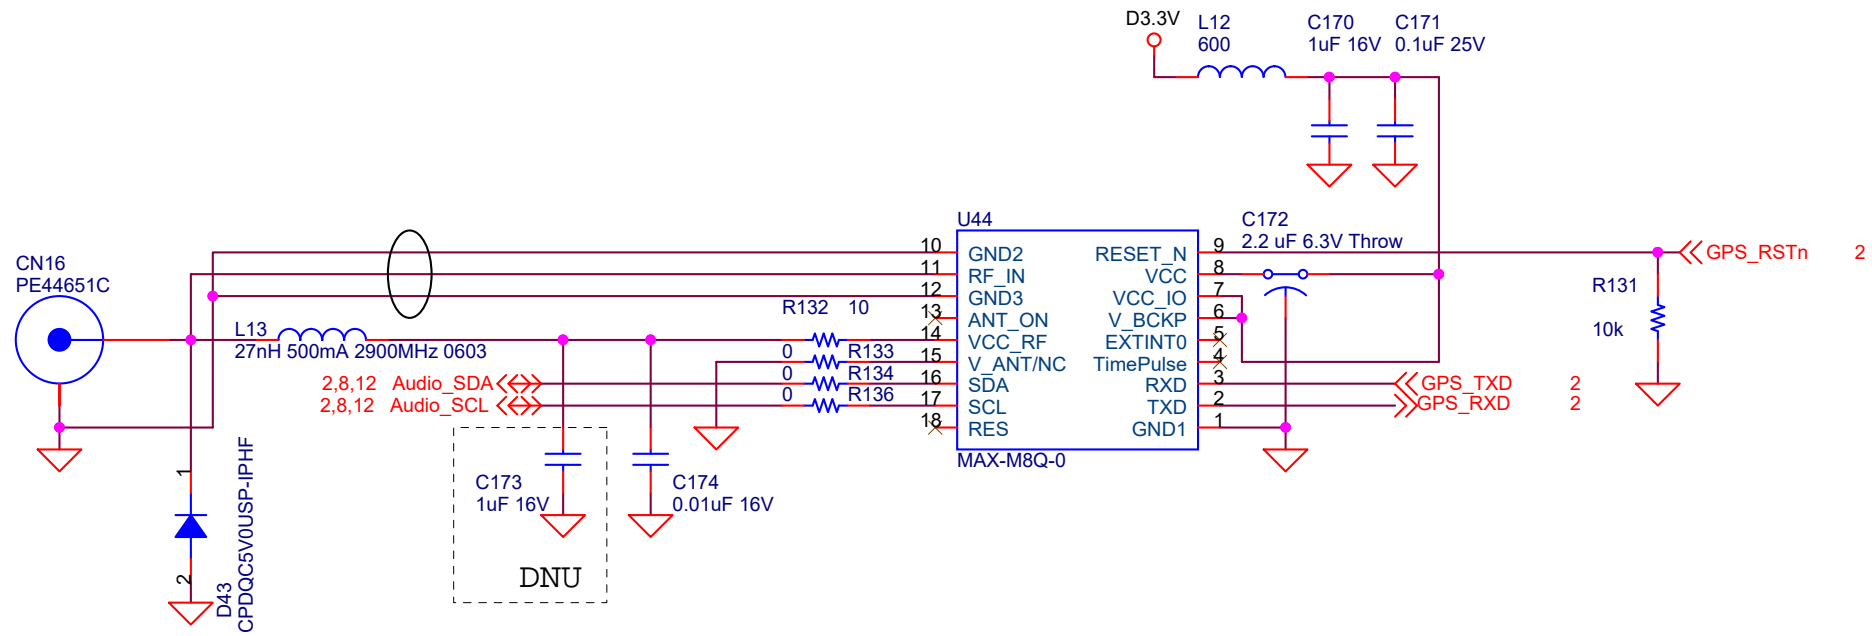 D3.3V
L12
600
C170
1uF 16V
C171
0.1uF 25V
U44
C172
2.2 uF 6.3V Throw
CN16
PE44651C
10 GND2
11 RF_IN
12 GND3
13 ANT_ON
14 VCC_RF
15 V_ANT/NC
16 SDA
17 SCL
18 RES
RESET_N 9
VCC 8
VCC_IO 7
V_BCKP 6
EXTINT0 5
TimePulse 4
RXD 3
TXD 2
GND1 1
MAX-M8Q-0
GPS_RSTn 2
R131
10k
GPS_TXD 2
GPS_RXD 2
R132 10
L13
27nH 500mA 2900MHz 0603
0 R133
2,8,12 Audio_SDA 0 R134
2,8,12 Audio_SCL 0 R136
C173
1uF 16V
DNU
C174
0.01uF 16V
1
2
D43
CPDQC5V0USP-IPHF